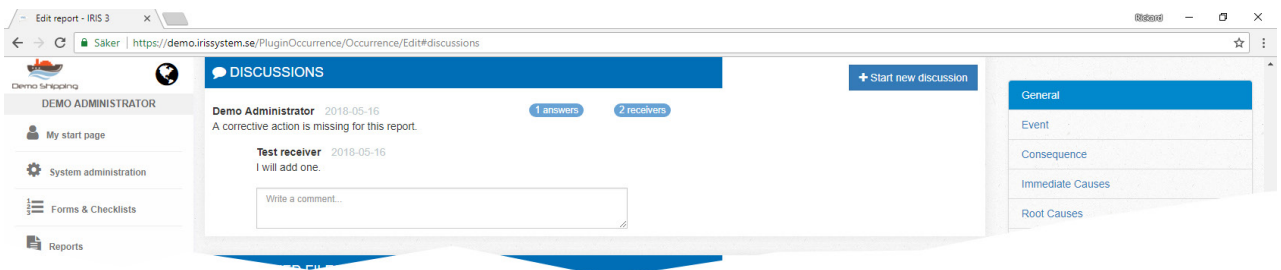 Edit report - IRIS 3
Rickard
Säker | https://demo.irissystem.se/PluginOccurrence/Occurrence/Edit#discussions
Demo Shipping
DEMO ADMINISTRATOR
My start page
System administration
Forms & Checklists
Reports
DISCUSSIONS
+ Start new discussion
Demo Administrator 2018-05-16
1 answers
2 receivers
A corrective action is missing for this report.
Test receiver 2018-05-16
I will add one.
Write a comment...
General
Event
Consequence
Immediate Causes
Root Causes